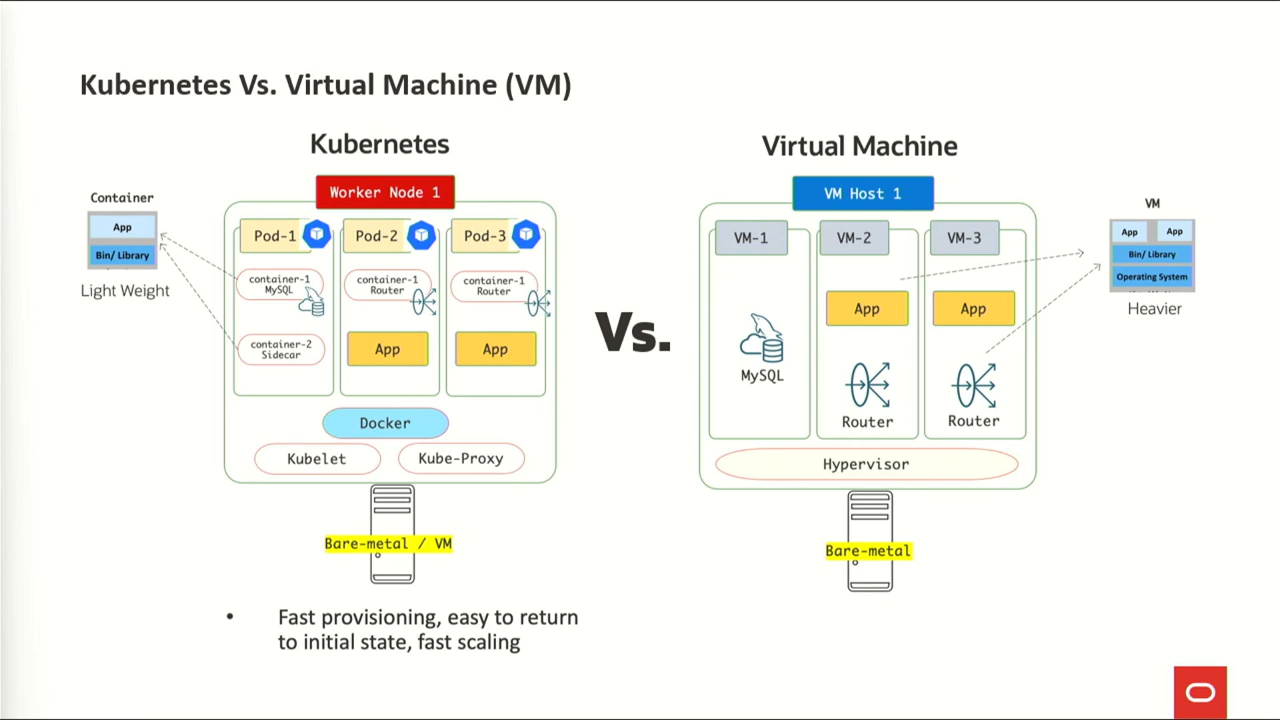 Kubernetes Vs. Virtual Machine (VM)
Kubernetes
Virtual Machine
Container
App
Bin/ Library
Light Weight
Worker Node 1
Pod-1
Pod-2
Pod-3
container-1
MySQL
container-1
Router
container-1
Router
container-2
Sidecar
App
App
Docker
Kubelet
Kube-Proxy
Bare-metal / VM
Vs.
VM Host 1
VM-1
VM-2
VM-3
App
App
MySQL
Router
Router
Hypervisor
Bare-metal
VM
App
App
Bin/ Library
Operating System
Heavier
• Fast provisioning, easy to return
to initial state, fast scaling